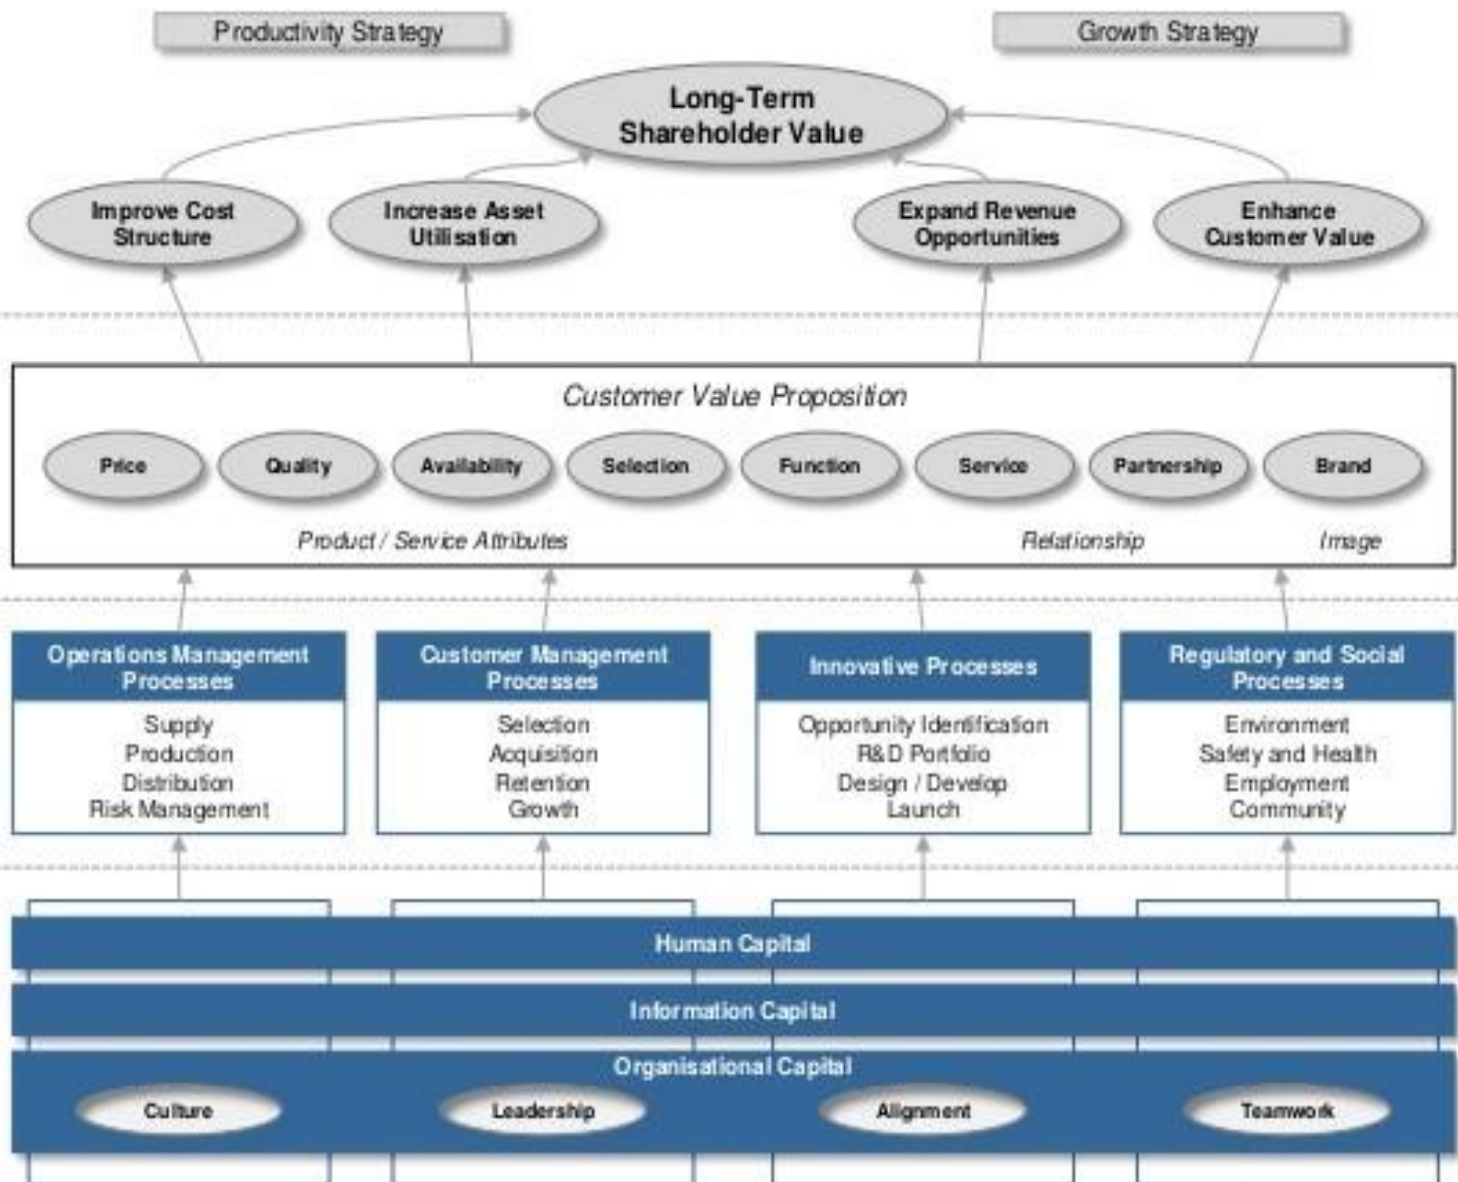 Productivity Strategy
Growth Strategy
Long-Term
Shareholder Value
Improve Cost
Structure
Increase Asset
Utilisation
Expand Revenue
Opportunities
Enhance
Customer Value
Customer Value Proposition
Price
Quality
Availability
Selection
Function
Service
Partnership
Brand
Product / Service Attributes
Relationship
Image
Operations Management
Processes
Supply
Production
Distribution
Risk Management
Customer Management
Processes
Selection
Acquisition
Retention
Growth
Innovative Processes
Opportunity Identification
R&D Portfolio
Design / Develop
Launch
Regulatory and Social
Processes
Environment
Safety and Health
Employment
Community
Human Capital
Information Capital
Organisational Capital
Culture
Leadership
Alignment
Teamwork